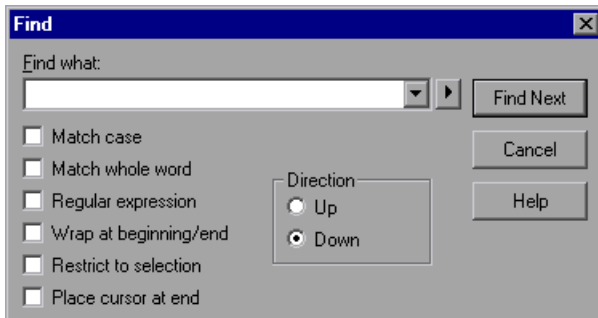 Find
Find what:
Find Next
Match case
Cancel
Match whole word
Direction
Regular expression
Up
Help
Wrap at beginning/end
Down
Restrict to selection
Place cursor at end